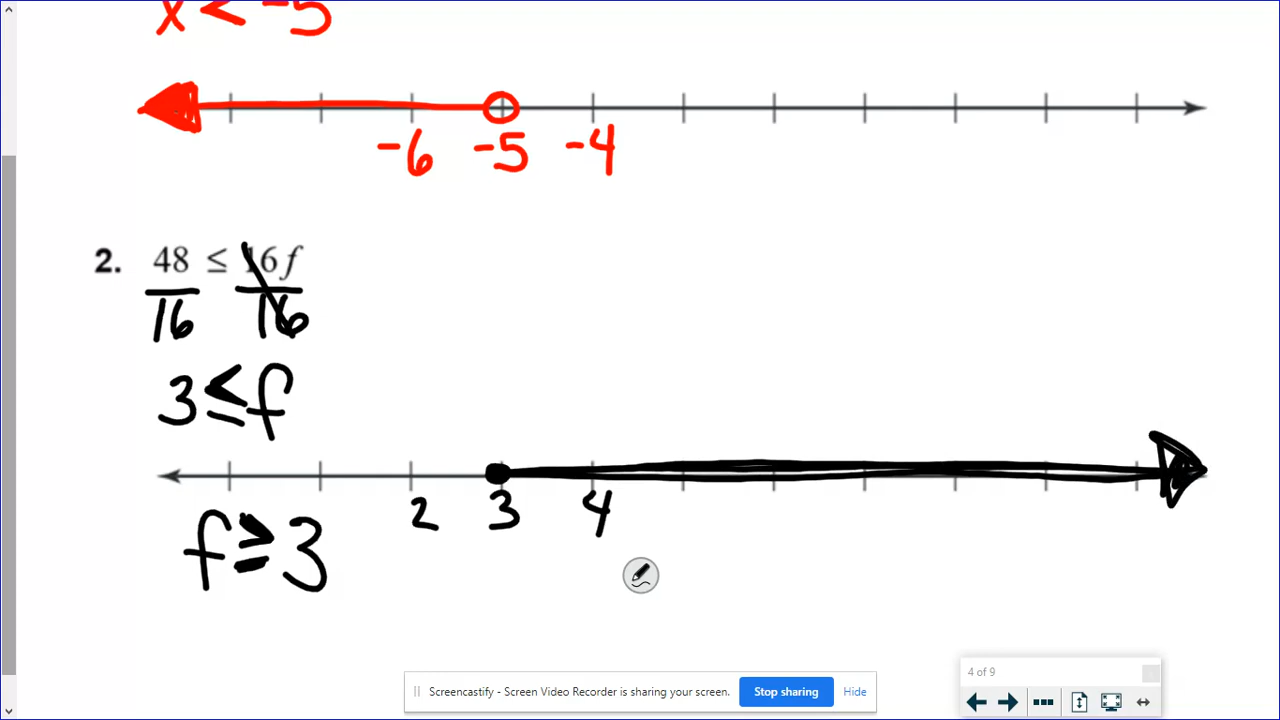 x < -5
-6 -5 -4
2. 48 ≤ 16f
16 16
3 ≤ f
2 3 4
f ≥ 3
4 of 9
Screencastify - Screen Video Recorder is sharing your screen. Stop sharing Hide